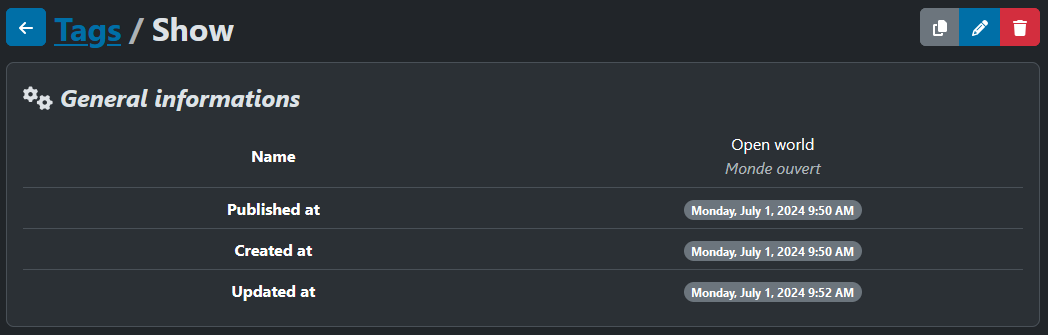 Tags / Show
General informations
Name
Open world
Monde ouvert
Published at
Monday, July 1, 2024 9:50 AM
Created at
Monday, July 1, 2024 9:50 AM
Updated at
Monday, July 1, 2024 9:52 AM